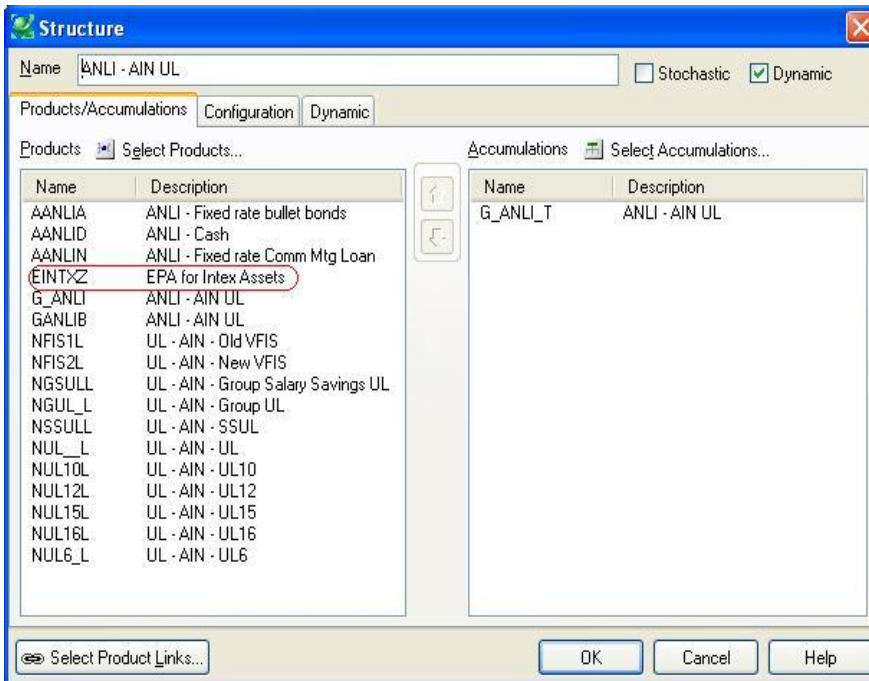 Structure
Name ANLI - AIN UL Stochastic Dynamic
Products/Accumulations Configuration Dynamic
Products Select Products... Accumulations Select Accumulations...
Name Description Name Description
AANLIA ANLI - Fixed rate bullet bonds G_ANLI_T ANLI - AIN UL
AANLID ANLI - Cash
AANLIN ANLI - Fixed rate Comm Mtg Loan
EINTXZ EPA for Intex Assets
G_ANLI ANLI - AIN UL
GANLIB ANLI - AIN UL
NFIS1L UL - AIN - Old VFIS
NFIS2L UL - AIN - New VFIS
NGSULL UL - AIN - Group Salary Savings UL
NGUL_L UL - AIN - Group UL
NSSULL UL - AIN - SSUL
NUL__L UL - AIN - UL
NUL10L UL - AIN - UL10
NUL12L UL - AIN - UL12
NUL15L UL - AIN - UL15
NUL16L UL - AIN - UL16
NUL6_L UL - AIN - UL6
Select Product Links... OK Cancel Help